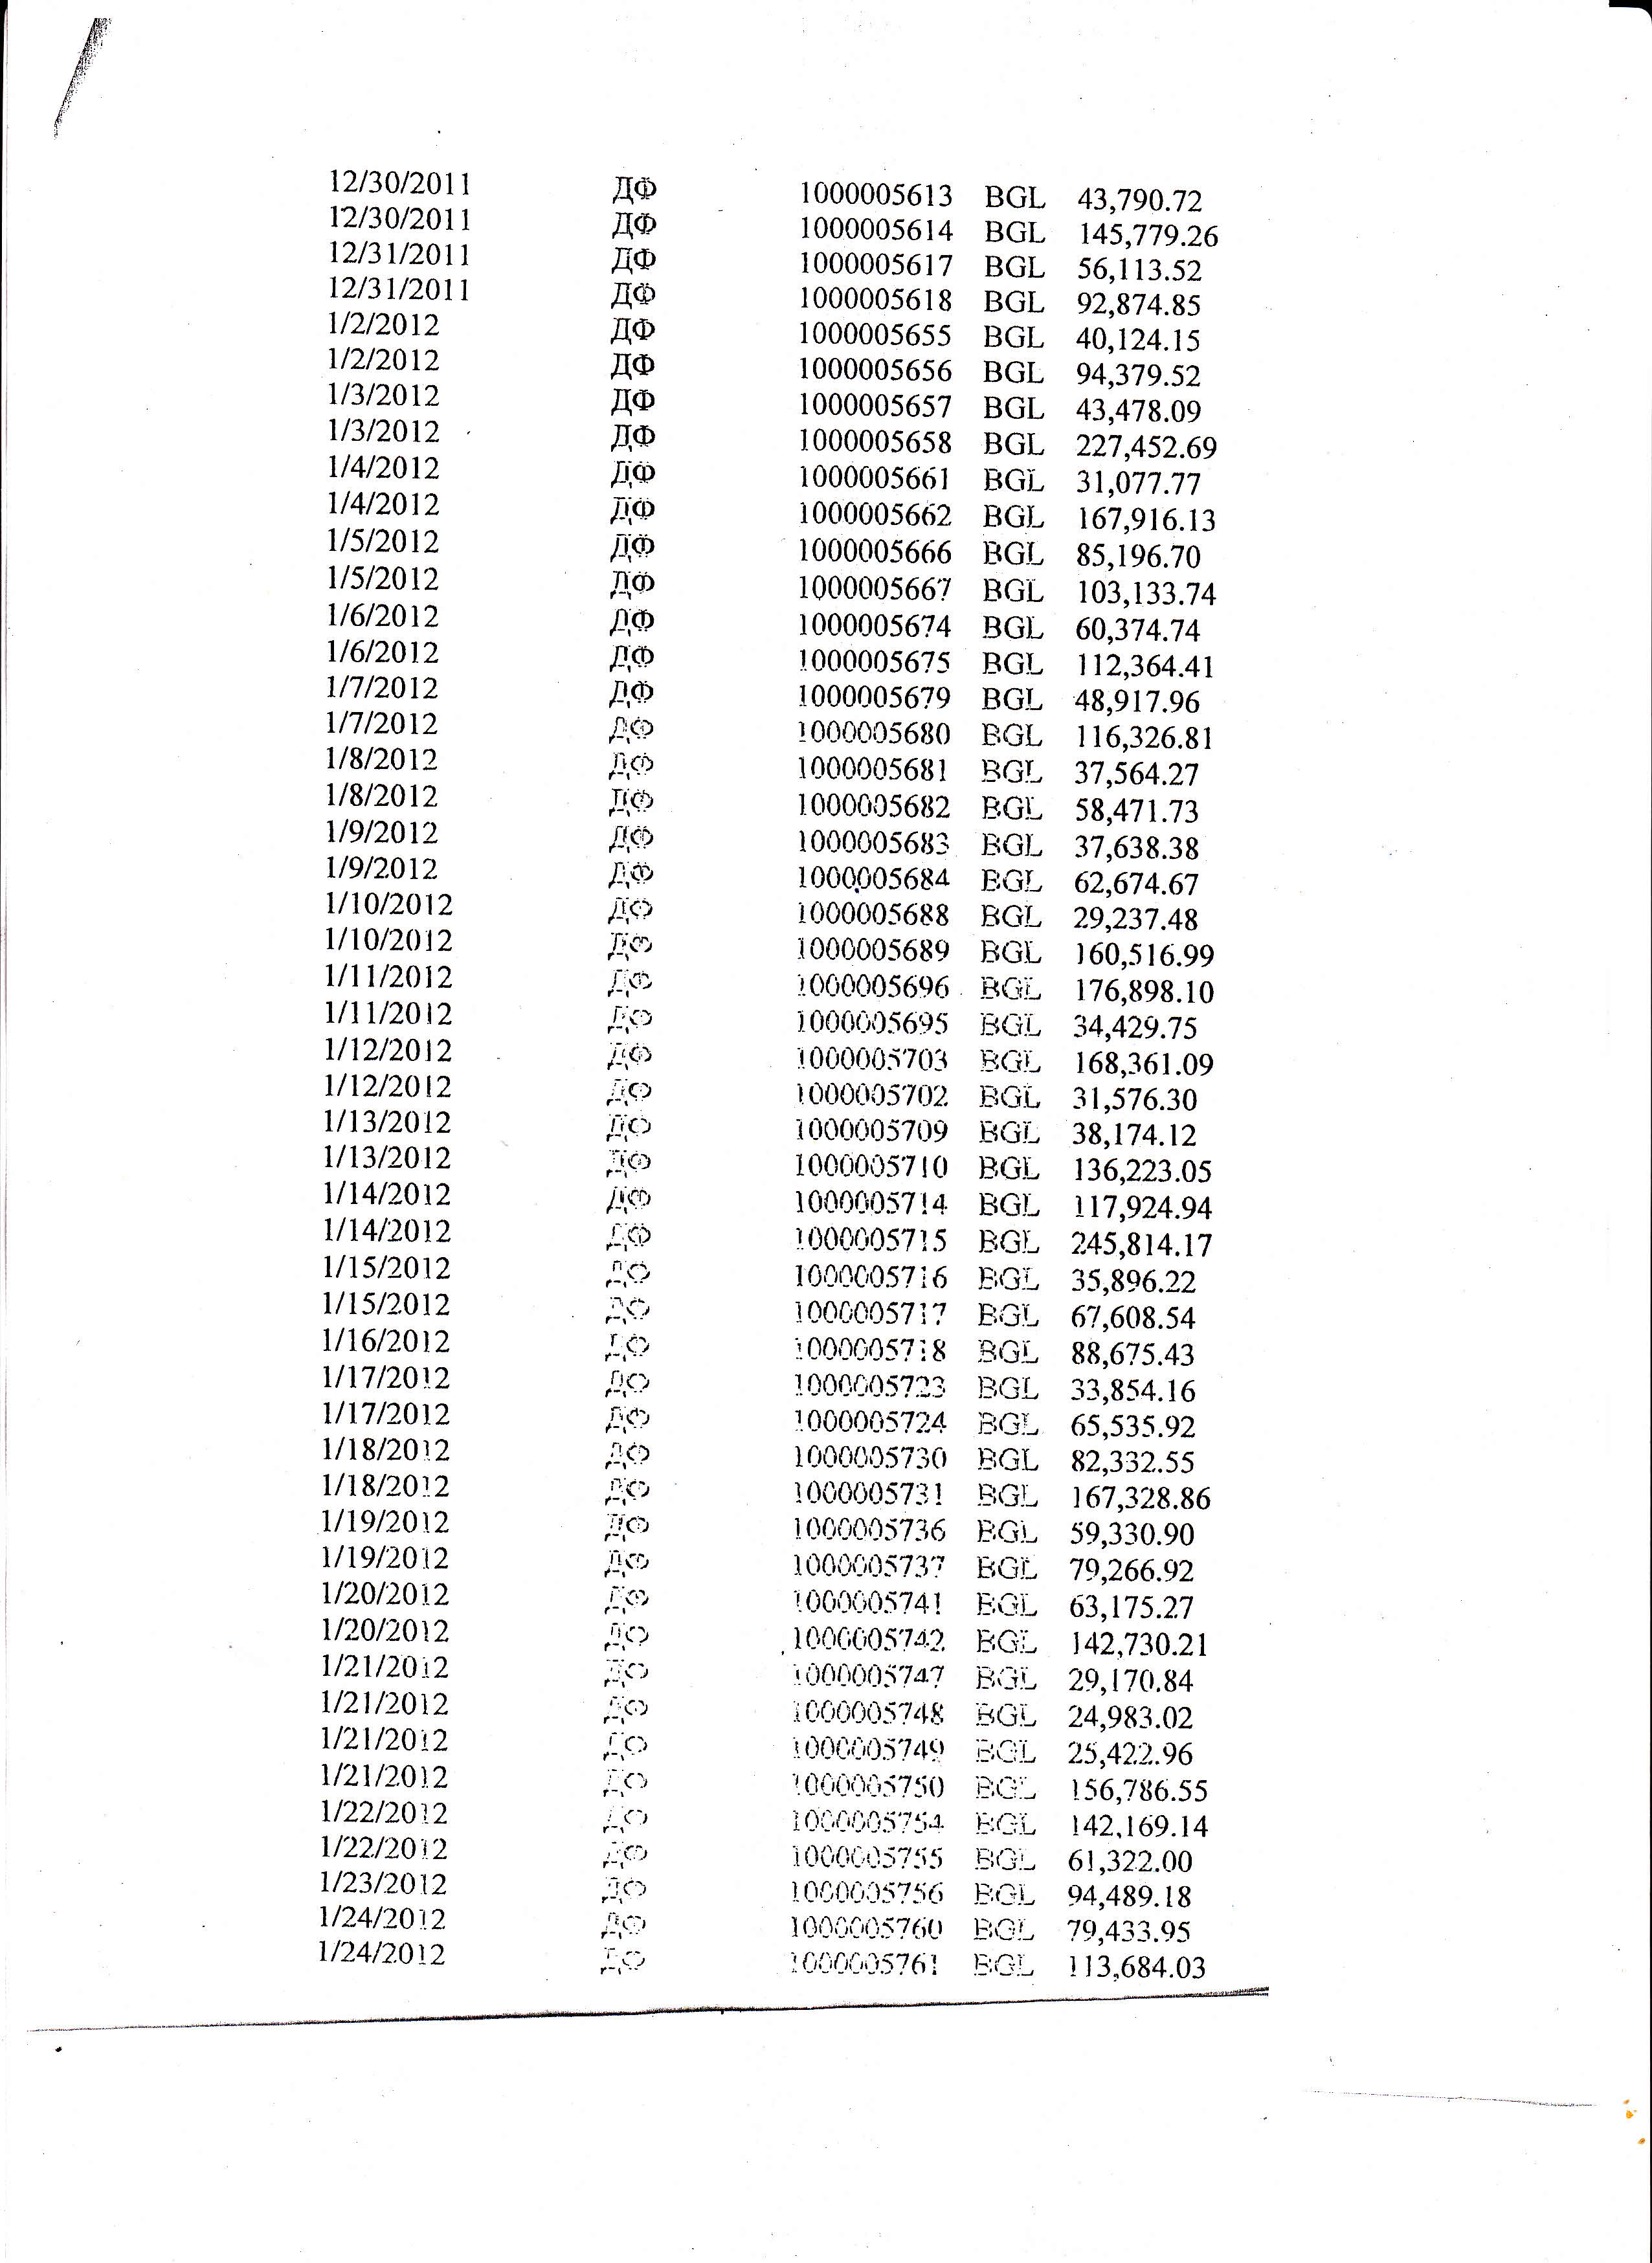 12/30/2011 ДФ 1000005613 BGL 43,790.72
12/30/2011 ДФ 1000005614 BGL 145,779.26
12/31/2011 ДФ 1000005617 BGL 56,113.52
12/31/2011 ДФ 1000005618 BGL 92,874.85
1/2/2012 ДФ 1000005655 BGL 40,124.15
1/2/2012 ДФ 1000005656 BGL 94,379.52
1/3/2012 ДФ 1000005657 BGL 43,478.09
1/3/2012 ДФ 1000005658 BGL 227,452.69
1/4/2012 ДФ 1000005661 BGL 31,077.77
1/4/2012 ДФ 1000005662 BGL 167,916.13
1/5/2012 ДФ 1000005666 BGL 85,196.70
1/5/2012 ДФ 1000005667 BGL 103,133.74
1/6/2012 ДФ 1000005674 BGL 60,374.74
1/6/2012 ДФ 1000005675 BGL 112,364.41
1/7/2012 ДФ 1000005679 BGL 48,917.96
1/7/2012 ДФ 1000005680 BGL 116,326.81
1/8/2012 ДФ 1000005681 BGL 37,564.27
1/8/2012 ДФ 1000005682 BGL 58,471.73
1/9/2012 ДФ 1000005683 BGL 37,638.38
1/9/2012 ДФ 1000005684 BGL 62,674.67
1/10/2012 ДФ 1000005688 BGL 29,237.48
1/10/2012 ДФ 1000005689 BGL 160,516.99
1/11/2012 ДФ 1000005696 BGL 176,898.10
1/11/2012 ДФ 1000005695 BGL 34,429.75
1/12/2012 ДФ 1000005703 BGL 168,361.09
1/12/2012 ДФ 1000005702 BGL 31,576.30
1/13/2012 ДФ 1000005709 BGL 38,174.12
1/13/2012 ДФ 1000005710 BGL 136,223.05
1/14/2012 ДФ 1000005714 BGL 117,924.94
1/14/2012 ДФ 1000005715 BGL 245,814.17
1/15/2012 ДФ 1000005716 BGL 35,896.22
1/15/2012 ДФ 1000005717 BGL 67,608.54
1/16/2012 ДФ 1000005718 BGL 88,675.43
1/17/2012 ДФ 1000005723 BGL 33,854.16
1/17/2012 ДФ 1000005724 BGL 65,535.92
1/18/2012 ДФ 1000005730 BGL 82,332.55
1/18/2012 ДФ 1000005731 BGL 167,328.86
1/19/2012 ДФ 1000005736 BGL 59,330.90
1/19/2012 ДФ 1000005737 BGL 79,266.92
1/20/2012 ДФ 1000005741 BGL 63,175.27
1/20/2012 ДФ 1000005742 BGL 142,730.21
1/21/2012 ДФ 1000005747 BGL 29,170.84
1/21/2012 ДФ 1000005748 BGL 24,983.02
1/21/2012 ДФ 1000005749 BGL 25,422.96
1/21/2012 ДФ 1000005750 BGL 156,786.55
1/22/2012 ДФ 1000005754 BGL 142,169.14
1/22/2012 ДФ 1000005755 BGL 61,322.00
1/23/2012 ДФ 1000005756 BGL 94,489.18
1/24/2012 ДФ 1000005760 BGL 79,433.95
1/24/2012 ДФ 1000005761 BGL 113,684.03